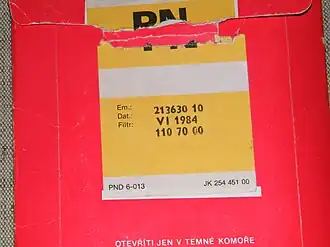 PN
Em.: 213630 10
Dat.: VI 1984
Filtr: 110 70 00
PND 6-013 JK 254 451 00
OTEVŘÍTI JEN V TEMNÉ KOMOŘE